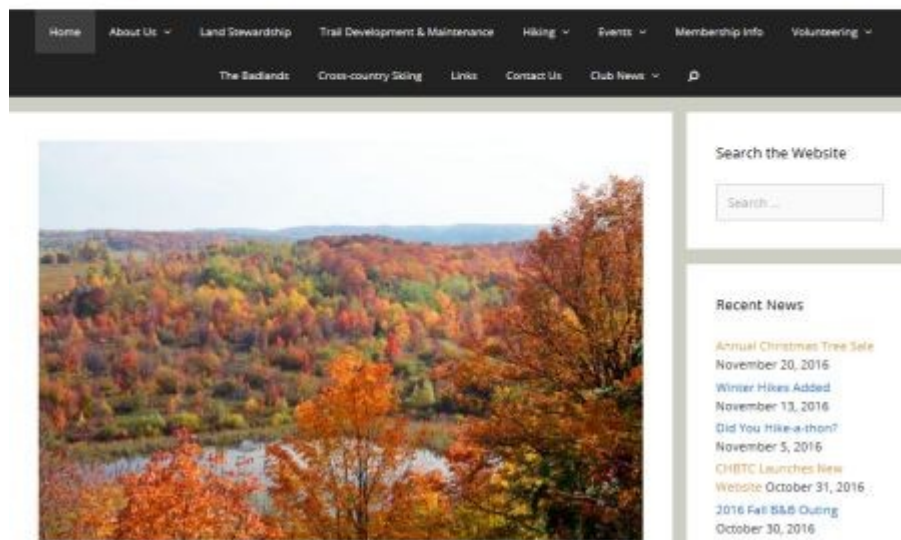 Home About Us Land Stewardship Trail Development & Maintenance Hiking Events Membership Info Volunteering
The Badlands Cross-country Skiing Links Contact Us Club News
Search the Website
Search ...
Recent News
Annual Christmas Tree Sale
November 20, 2016
Winter Hikes Added
November 13, 2016
Did You Hike-a-thon?
November 5, 2016
CHBTC Launches New
Website October 31, 2016
2016 Fall B&B Outing
October 30, 2016